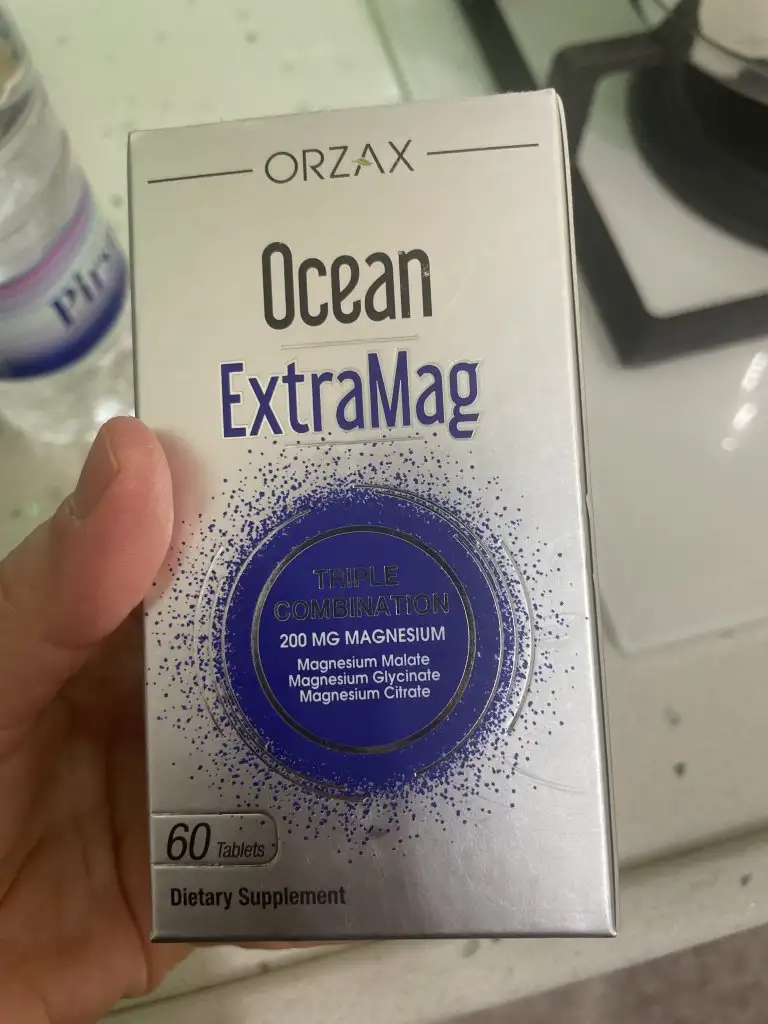 ORZAX
Ocean
ExtraMag
TRIPLE
COMBINATION
200 MG MAGNESIUM
Magnesium Malate
Magnesium Glycinate
Magnesium Citrate
60 Tablets
Dietary Supplement